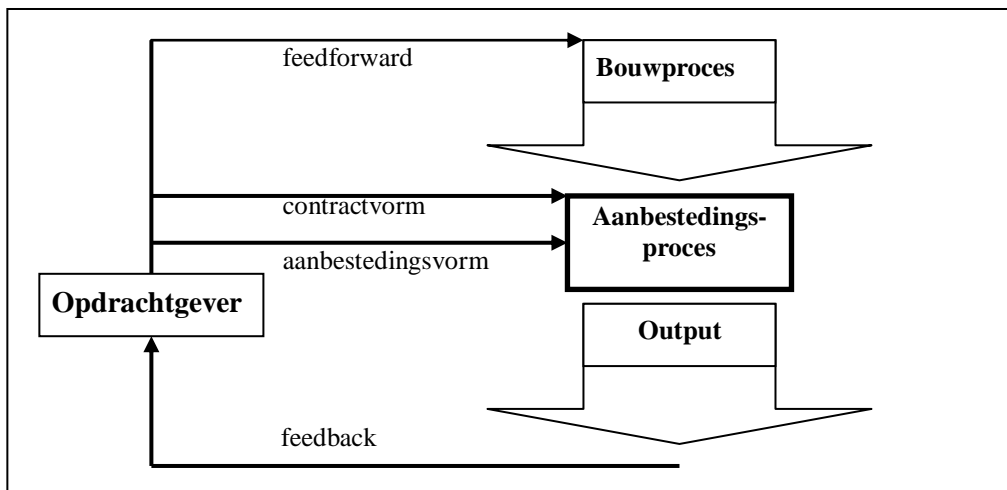 feedforward
Bouwproces
contractvorm
Aanbestedings-
proces
aanbestedingsvorm
Opdrachtgever
Output
feedback